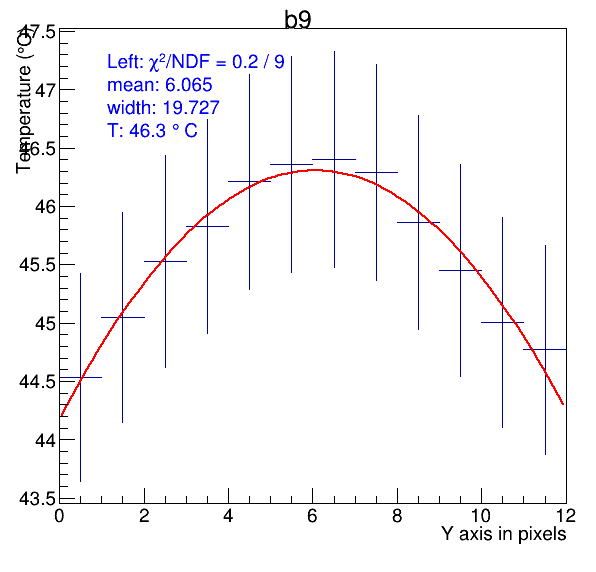 b9
Temperature (°C)
Left: χ²/NDF = 0.2 / 9
mean: 6.065
width: 19.727
T: 46.3 ° C
47.5
47
46.5
46
45.5
45
44.5
44
43.5
0 2 4 6 8 10 12
Y axis in pixels